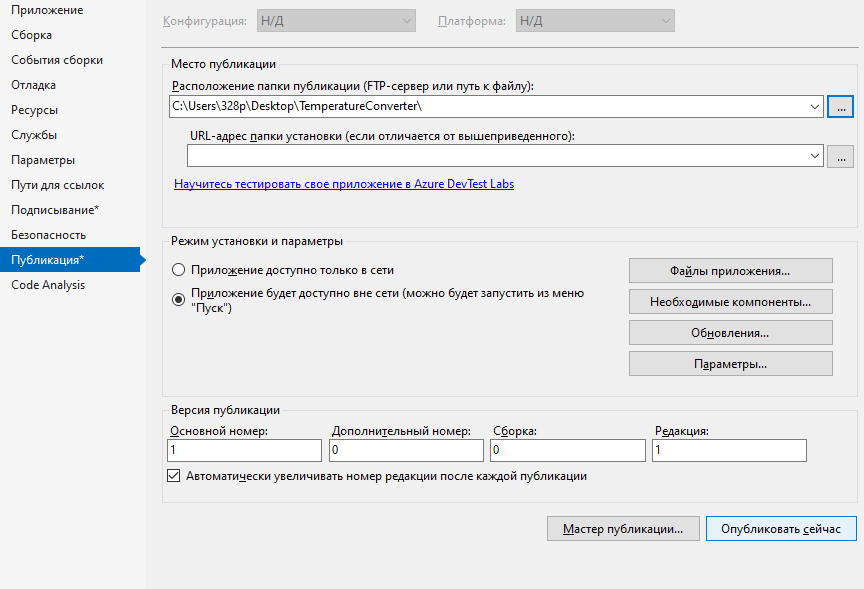 Приложение
Сборка
События сборки
Отладка
Ресурсы
Службы
Параметры
Пути для ссылок
Подписывание*
Безопасность
Публикация*
Code Analysis
Конфигурация: Н/Д Платформа: Н/Д
Место публикации
Расположение папки публикации (FTP-сервер или путь к файлу):
C:\Users\328p\Desktop\TemperatureConverter\ ...
URL-адрес папки установки (если отличается от вышеприведенного):
...
Научитесь тестировать свое приложение в Azure DevTest Labs
Режим установки и параметры
Приложение доступно только в сети
Приложение будет доступно вне сети (можно будет запустить из меню
"Пуск")
Файлы приложения...
Необходимые компоненты...
Обновления...
Параметры...
Версия публикации
Основной номер: Дополнительный номер: Сборка: Редакция:
1 0 0 1
Автоматически увеличивать номер редакции после каждой публикации
Мастер публикации... Опубликовать сейчас